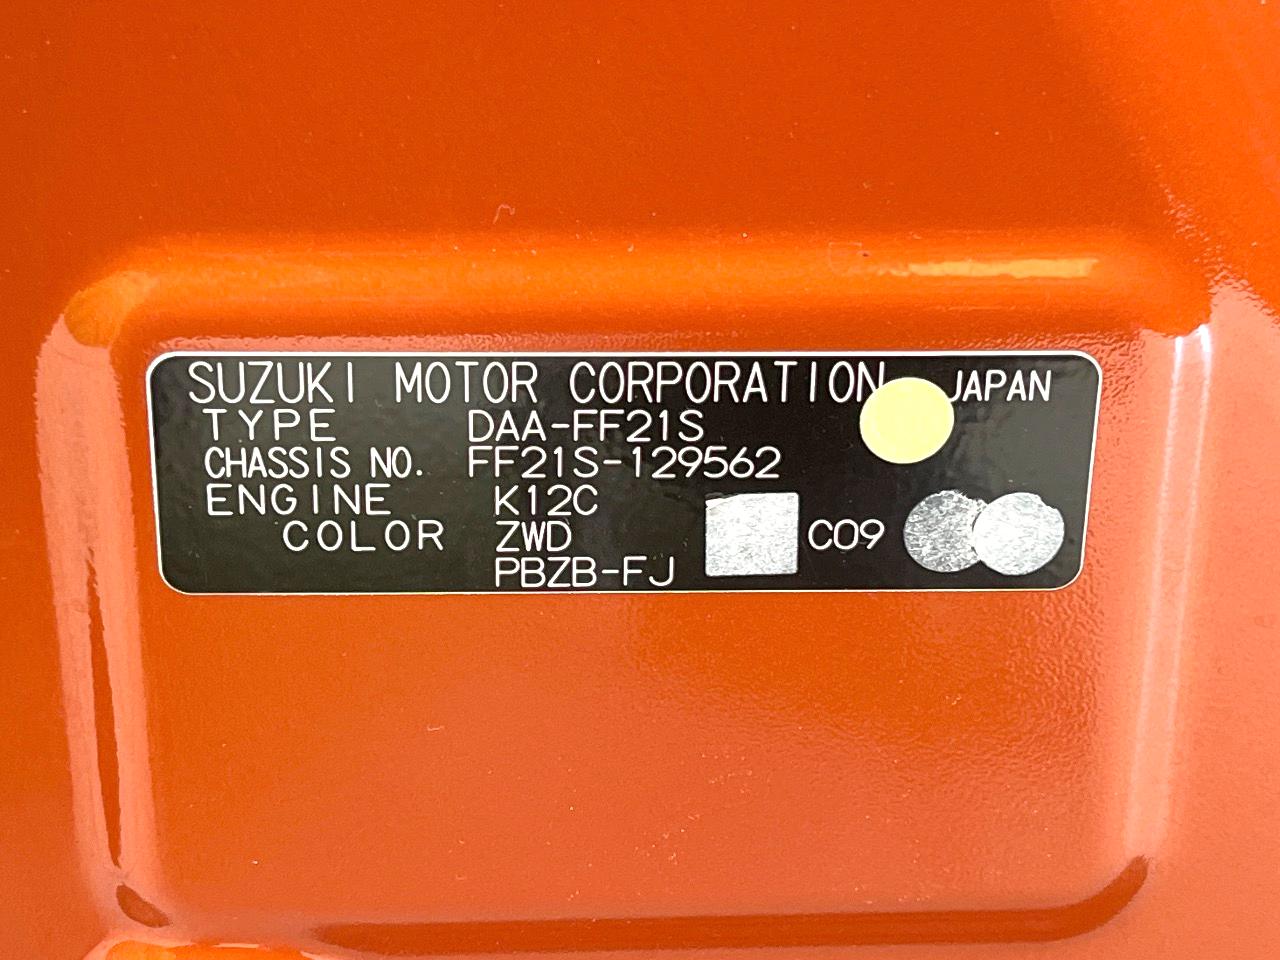 SUZUKI MOTOR CORPORATION JAPAN
TYPE DAA-FF21S
CHASSIS NO. FF21S-129562
ENGINE K12C
COLOR ZWD C09
PBZB-FJ